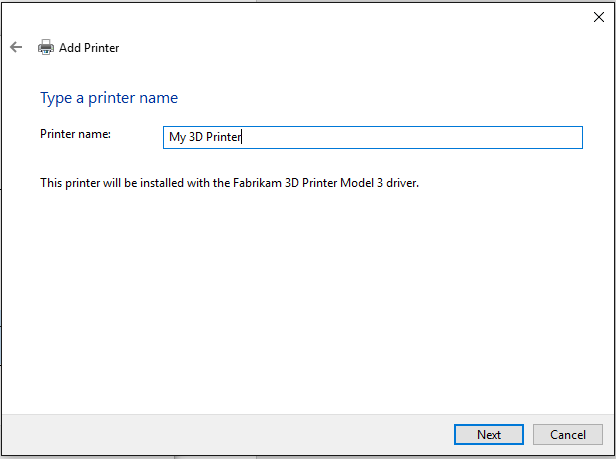 Add Printer
Type a printer name
Printer name: My 3D Printer
This printer will be installed with the Fabrikam 3D Printer Model 3 driver.
Next Cancel